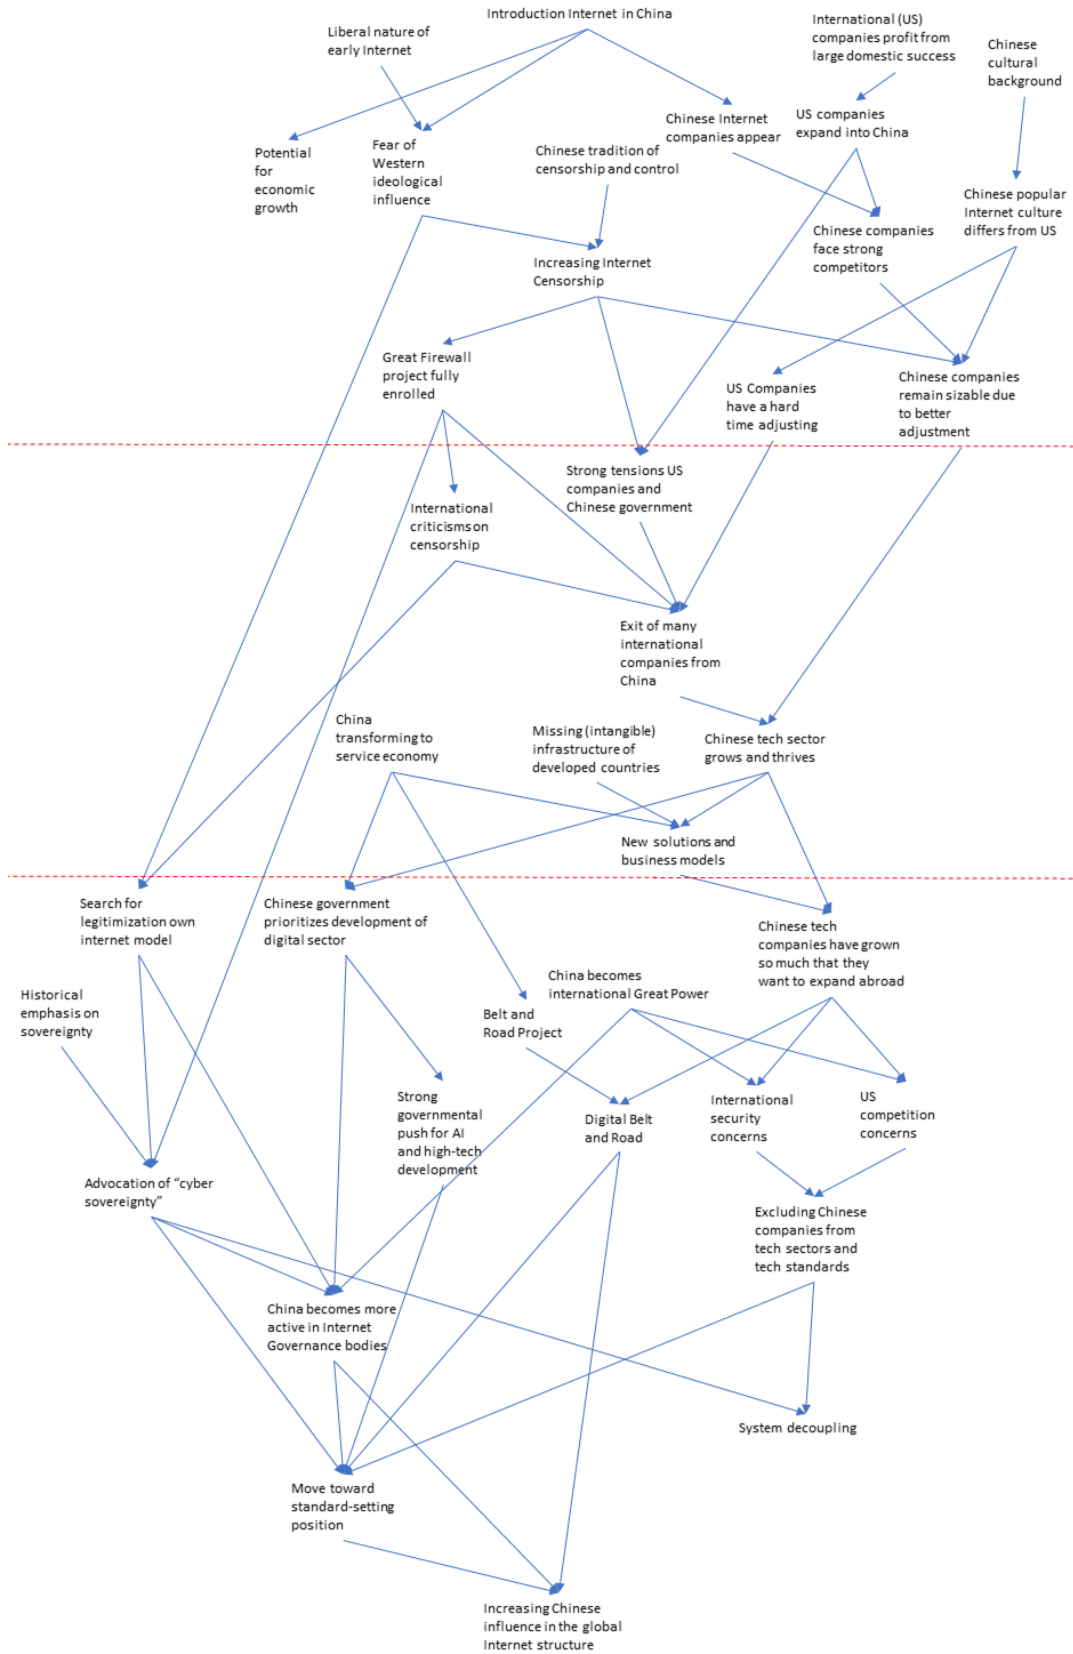 Introduction Internet in China
Liberal nature of
early Internet
International (US)
companies profit from
large domestic success
Chinese
cultural
background
Potential
for
economic
growth
Fear of
Western
ideological
influence
Chinese tradition of
censorship and control
Chinese Internet
companies appear
US companies
expand into China
Chinese popular
Internet culture
differs from US
Chinese companies
face strong
competitors
Increasing Internet
Censorship
Great Firewall
project fully
enrolled
US Companies
have a hard
time adjusting
Chinese companies
remain sizable due
to better
adjustment
Strong tensions US
companies and
Chinese government
International
criticisms on
censorship
Exit of many
international
companies from
China
China
transforming to
service economy
Missing (intangible)
infrastructure of
developed countries
Chinese tech sector
grows and thrives
New solutions and
business models
Search for
legitimization own
internet model
Chinese government
prioritizes development of
digital sector
Chinese tech
companies have grown
so much that they
want to expand abroad
Historical
emphasis on
sovereignty
China becomes
international Great Power
Belt and
Road Project
Strong
governmental
push for AI
and high-tech
development
Digital Belt
and Road
International
security
concerns
US
competition
concerns
Advocation of “cyber
sovereignty”
Excluding Chinese
companies from
tech sectors and
tech standards
China becomes more
active in Internet
Governance bodies
System decoupling
Move toward
standard-setting
position
Increasing Chinese
influence in the global
Internet structure